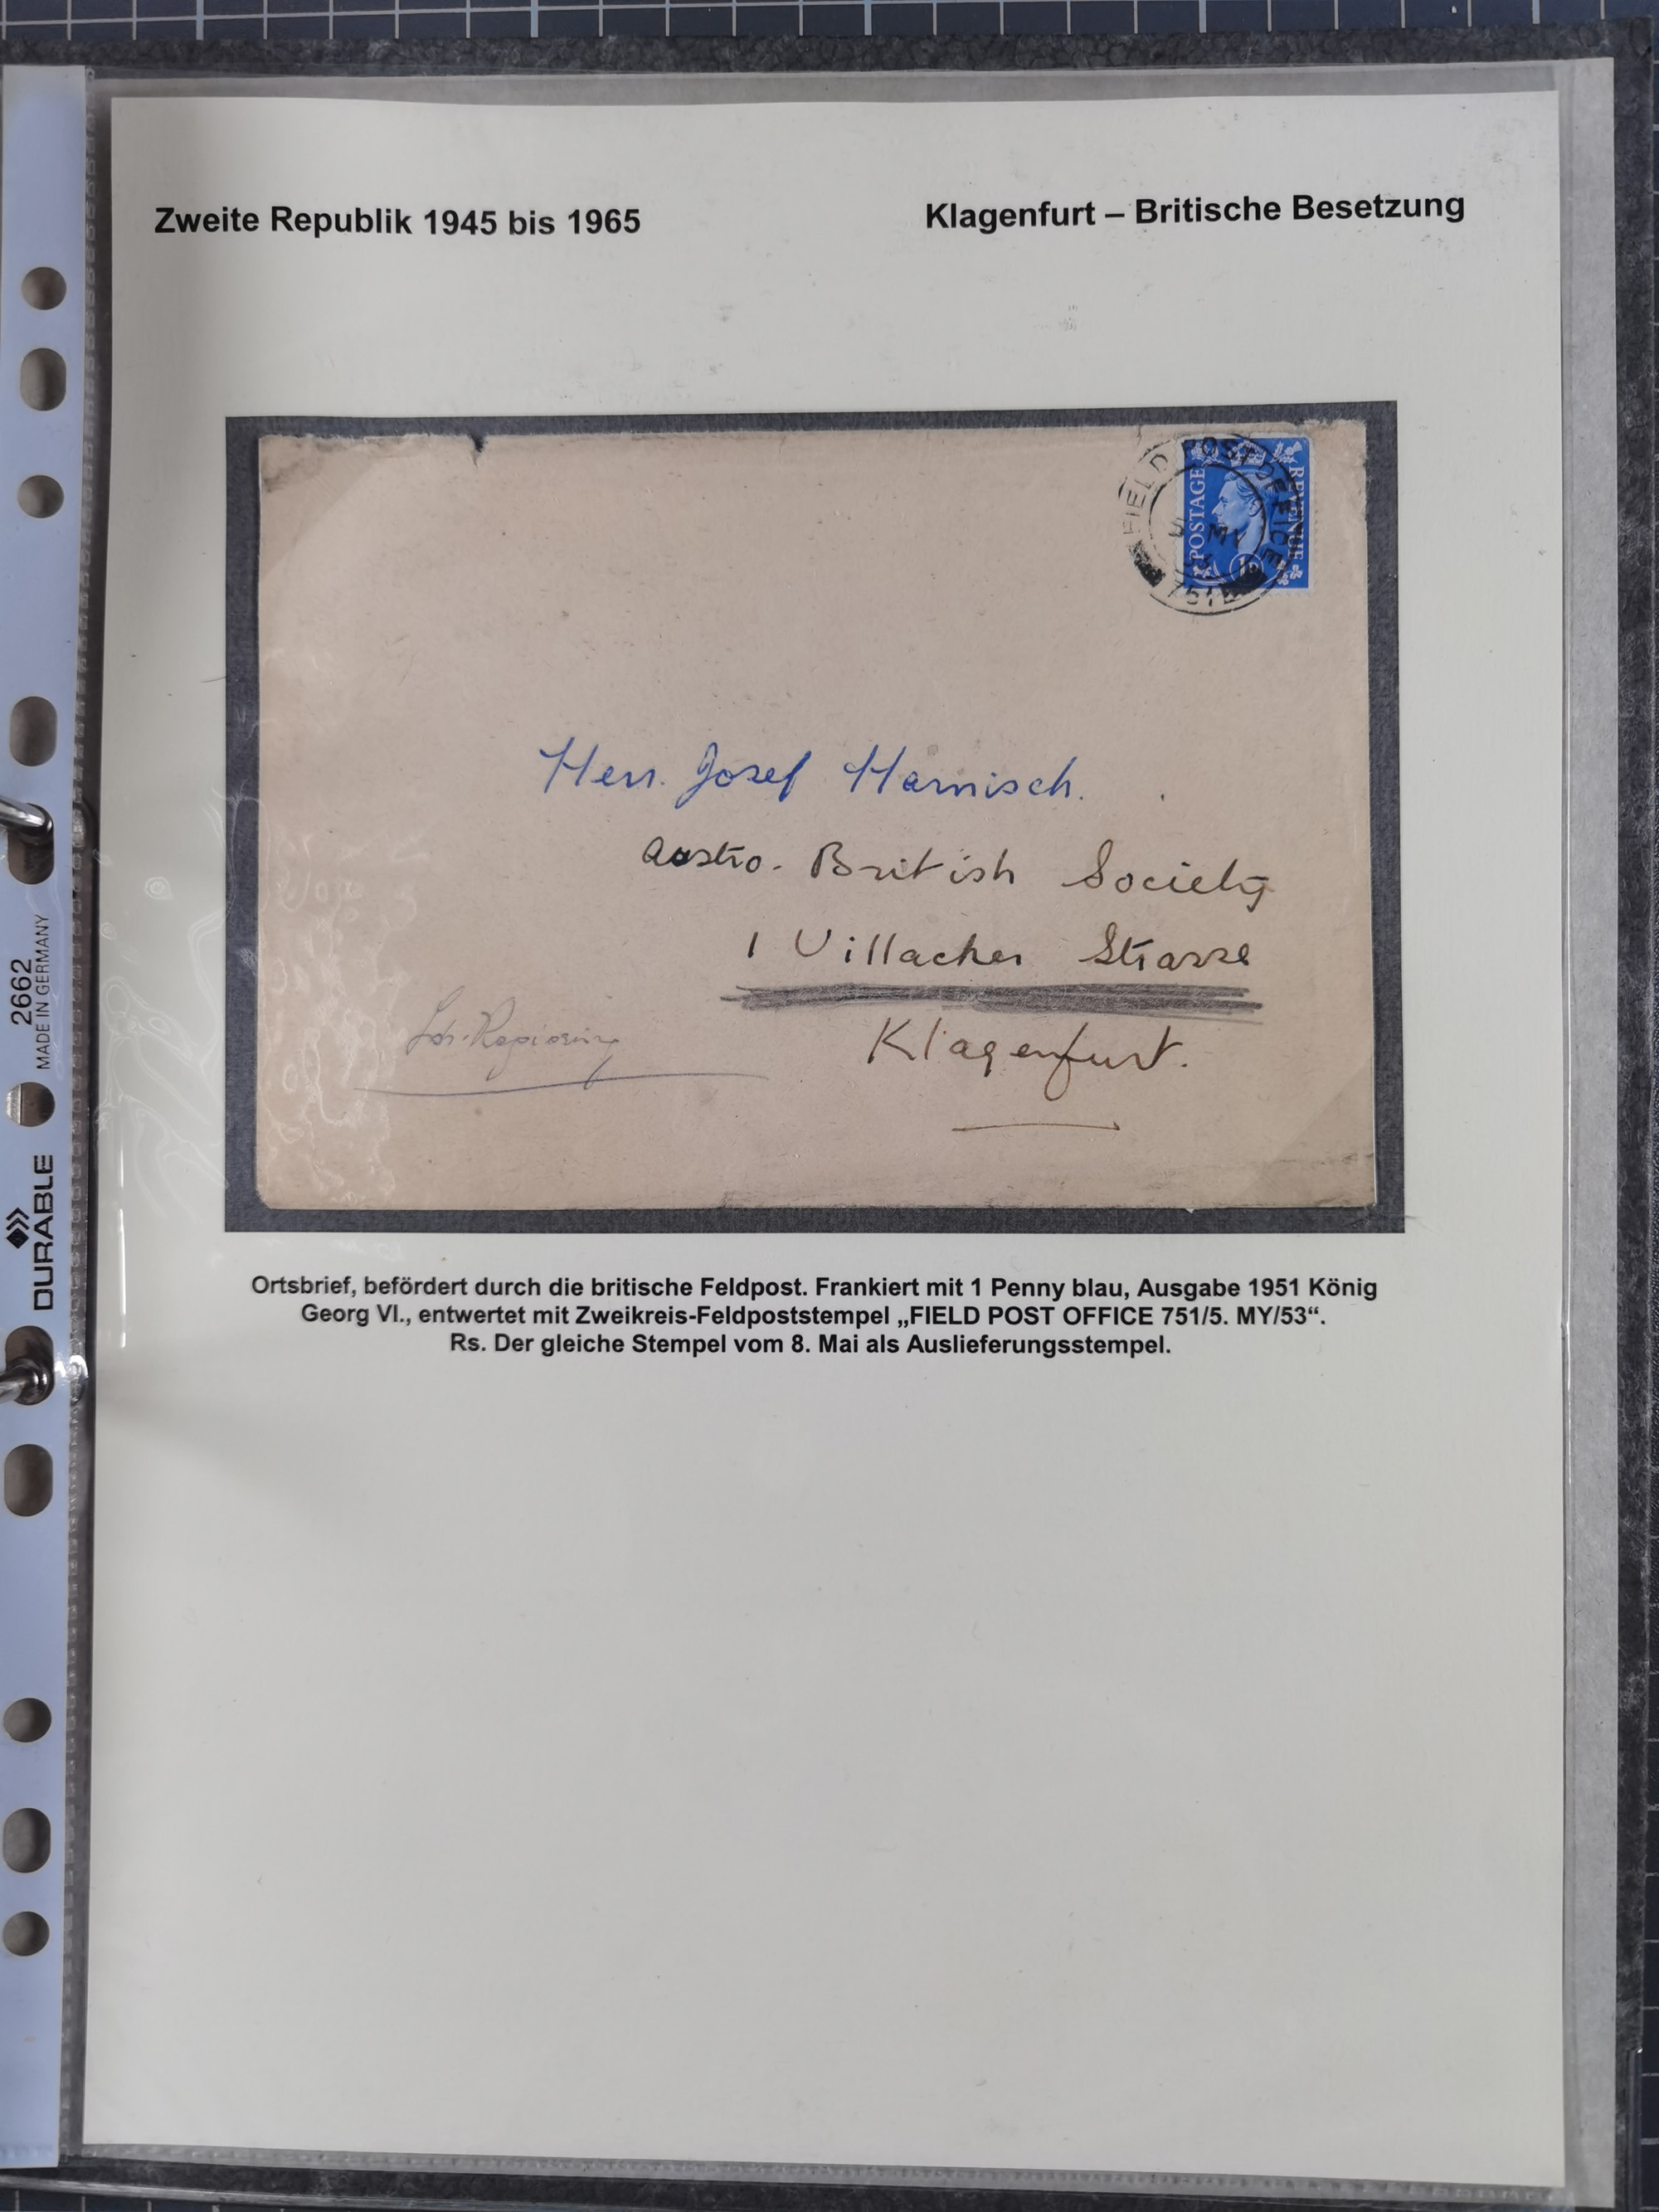 Zweite Republik 1945 bis 1965
Klagenfurt – Britische Besetzung
FIELD POST OFFICE
MY
751
POSTAGE
REVENUE
1D
Herr. Josef Harnisch.
Austro-British Society
1 Villacher Strasse
Klagenfurt.
Ortsbrief, befördert durch die britische Feldpost. Frankiert mit 1 Penny blau, Ausgabe 1951 König
Georg VI., entwertet mit Zweikreis-Feldpoststempel „FIELD POST OFFICE 751/5. MY/53“.
Rs. Der gleiche Stempel vom 8. Mai als Auslieferungsstempel.
DURABLE
2662
MADE IN GERMANY